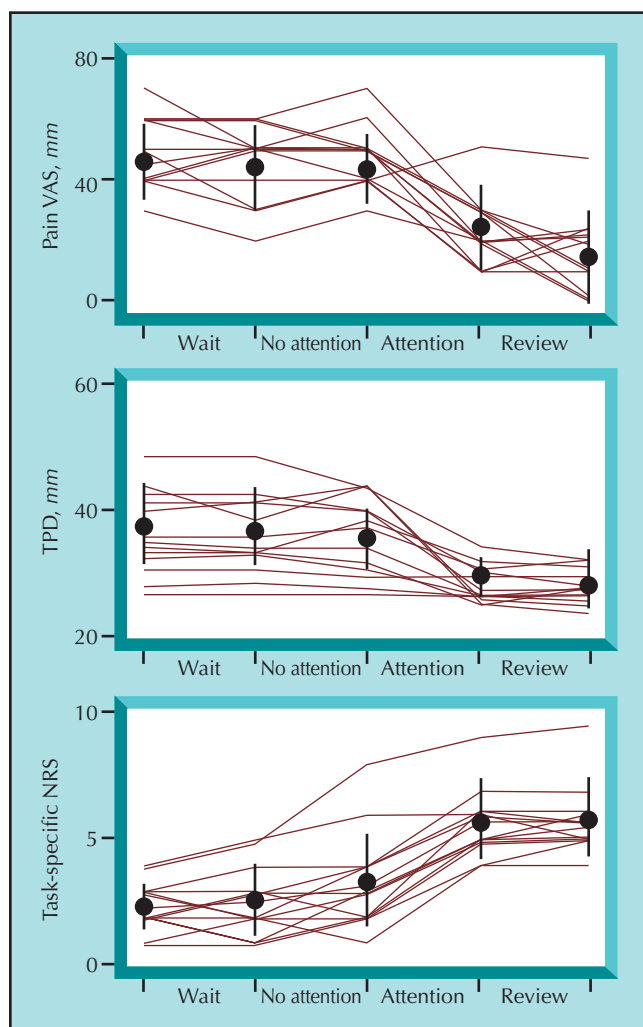 80
Pain VAS, mm
40
0
Wait No attention Attention Review
60
TPD, mm
40
20
Wait No attention Attention Review
10
Task-specific NRS
5
0
Wait No attention Attention Review